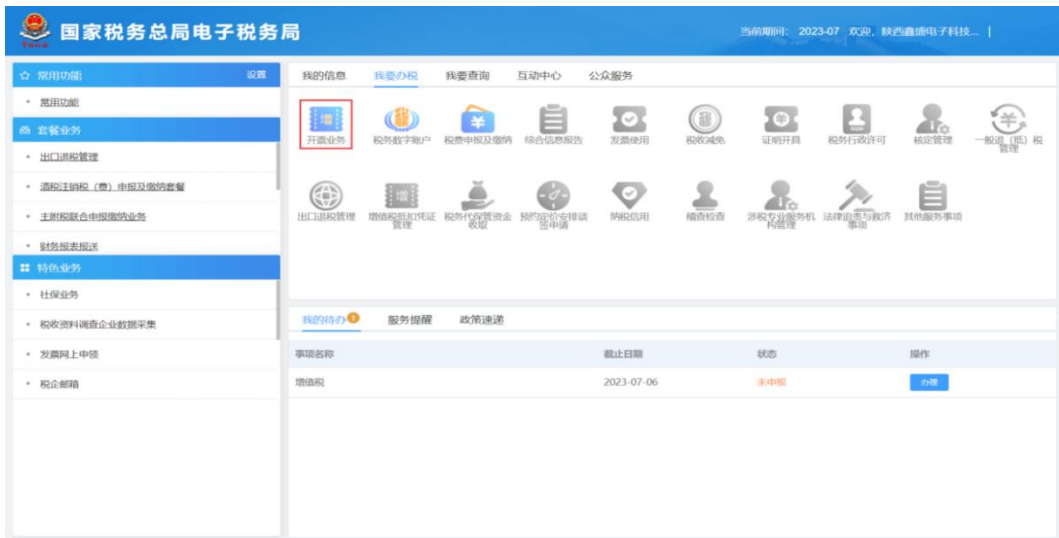 国家税务总局电子税务局
当前期间：2023-07 欢迎，陕西鑫盛电子科技... |
常用功能 设置
常用功能
套餐业务
出口退税管理
酒税注销税（费）申报及缴纳套餐
主附税联合申报缴纳业务
财务报表报送
特色业务
社保业务
税收资料调查企业数据采集
发票网上申领
税企邮箱
我的信息 我要办税 我要查询 互动中心 公众服务
开票业务 税务数字账户 税费申报及缴纳 综合信息报告 发票使用 税收减免 证明开具 税务行政许可 核定管理 一般退（抵）税
管理
出口退税管理 增值税抵扣凭证 税务代保管资金 预约定价安排谈 纳税信用 稽查检查 涉税专业服务机 法律追责与救济 其他服务事项
管理 收取 签申请 构管理 事项
我的待办 1 服务提醒 政策速递
事项名称 截止日期 状态 操作
增值税 2023-07-06 未申报 办理